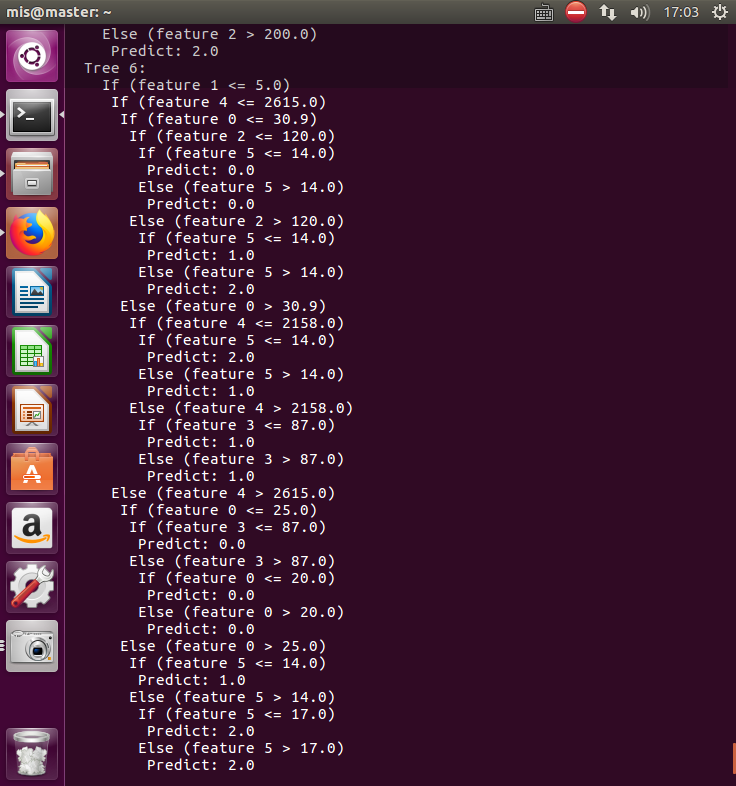 mis@master: ~
17:03
Else (feature 2 > 200.0)
Predict: 2.0
Tree 6:
If (feature 1 <= 5.0)
If (feature 4 <= 2615.0)
If (feature 0 <= 30.9)
If (feature 2 <= 120.0)
If (feature 5 <= 14.0)
Predict: 0.0
Else (feature 5 > 14.0)
Predict: 0.0
Else (feature 2 > 120.0)
If (feature 5 <= 14.0)
Predict: 1.0
Else (feature 5 > 14.0)
Predict: 2.0
Else (feature 0 > 30.9)
If (feature 4 <= 2158.0)
If (feature 5 <= 14.0)
Predict: 2.0
Else (feature 5 > 14.0)
Predict: 1.0
Else (feature 4 > 2158.0)
If (feature 3 <= 87.0)
Predict: 1.0
Else (feature 3 > 87.0)
Predict: 1.0
Else (feature 4 > 2615.0)
If (feature 0 <= 25.0)
If (feature 3 <= 87.0)
Predict: 0.0
Else (feature 3 > 87.0)
If (feature 0 <= 20.0)
Predict: 0.0
Else (feature 0 > 20.0)
Predict: 0.0
Else (feature 0 > 25.0)
If (feature 5 <= 14.0)
Predict: 1.0
Else (feature 5 > 14.0)
If (feature 5 <= 17.0)
Predict: 2.0
Else (feature 5 > 17.0)
Predict: 2.0